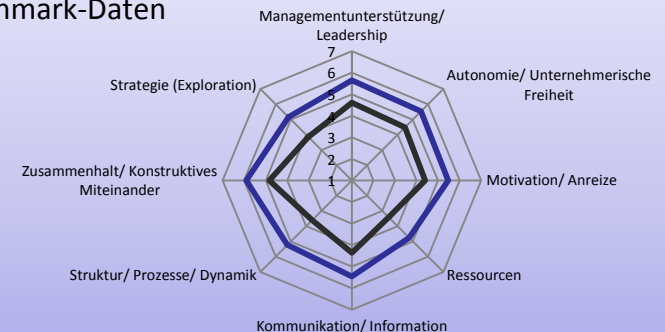 nmark-Daten
Managementunterstützung/
Leadership
Autonomie/ Unternehmerische
Freiheit
Motivation/ Anreize
Ressourcen
Kommunikation/ Information
Struktur/ Prozesse/ Dynamik
Zusammenhalt/ Konstruktives
Miteinander
Strategie (Exploration)
7
6
5
4
3
2
1